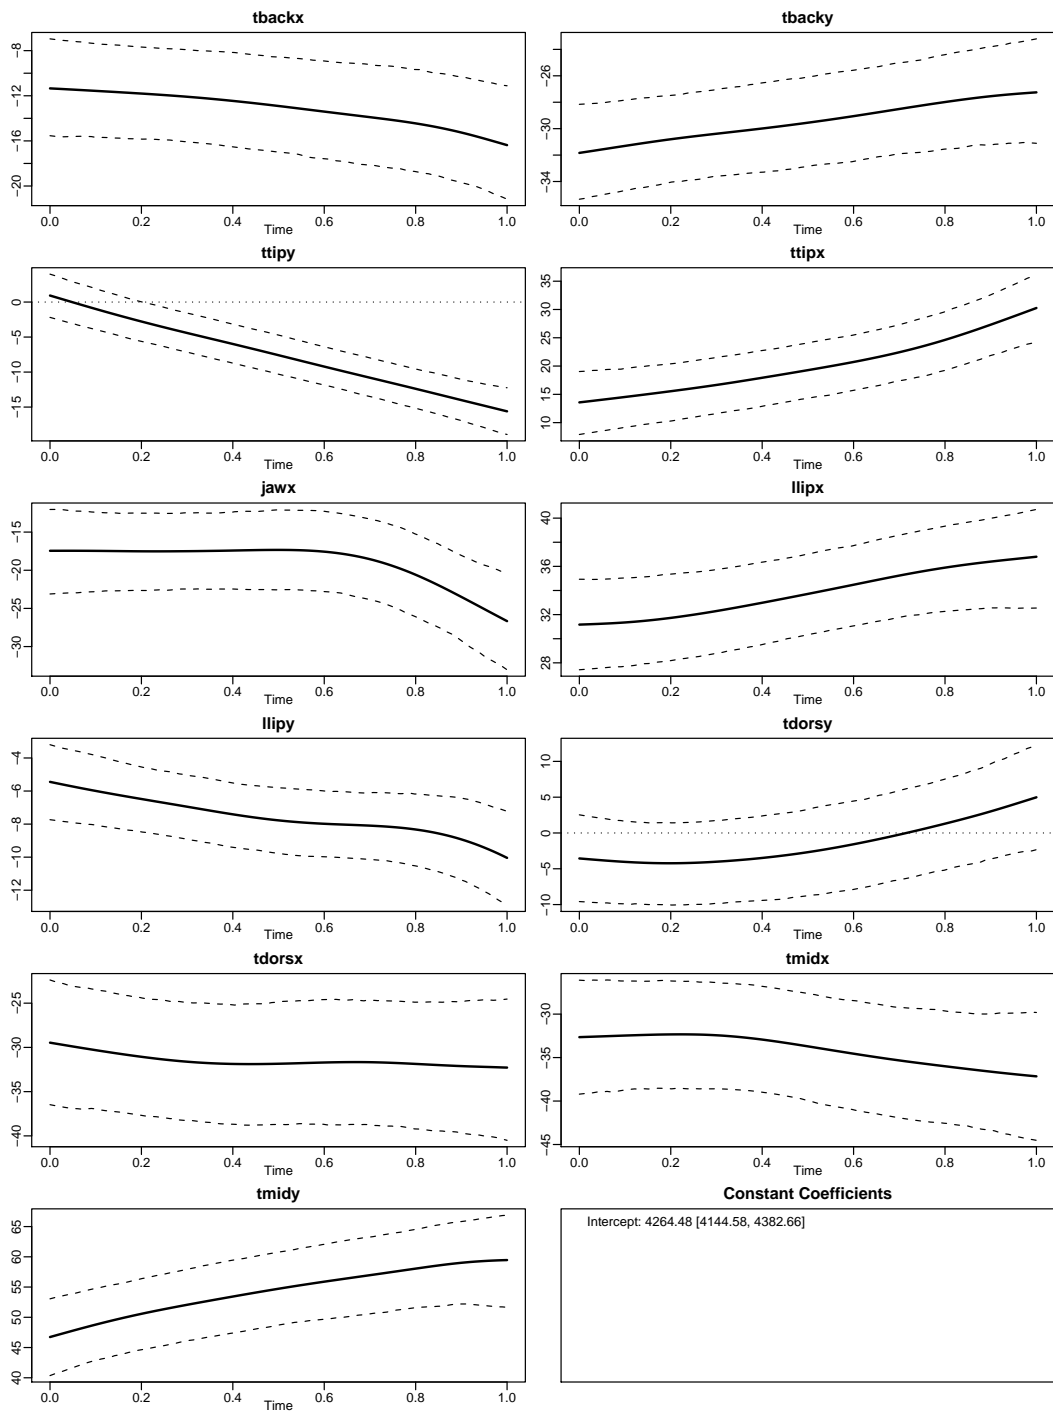 tbackx
−8
−12
−16
−20
0.0 0.2 0.4 0.6 0.8 1.0
Time
tbacky
−26
−30
−34
0.0 0.2 0.4 0.6 0.8 1.0
Time
ttipy
0
−5
−10
−15
0.0 0.2 0.4 0.6 0.8 1.0
Time
ttipx
35
30
25
20
15
10
0.0 0.2 0.4 0.6 0.8 1.0
Time
jawx
−15
−20
−25
−30
0.0 0.2 0.4 0.6 0.8 1.0
Time
llipx
40
36
32
28
0.0 0.2 0.4 0.6 0.8 1.0
Time
llipy
−4
−6
−8
−10
−12
0.0 0.2 0.4 0.6 0.8 1.0
Time
tdorsy
10
5
0
−5
−10
0.0 0.2 0.4 0.6 0.8 1.0
Time
tdorsx
−25
−30
−35
−40
0.0 0.2 0.4 0.6 0.8 1.0
Time
tmidx
−30
−35
−40
−45
0.0 0.2 0.4 0.6 0.8 1.0
Time
tmidy
65
60
55
50
45
40
0.0 0.2 0.4 0.6 0.8 1.0
Time
Constant Coefficients
Intercept: 4264.48 [4144.58, 4382.66]